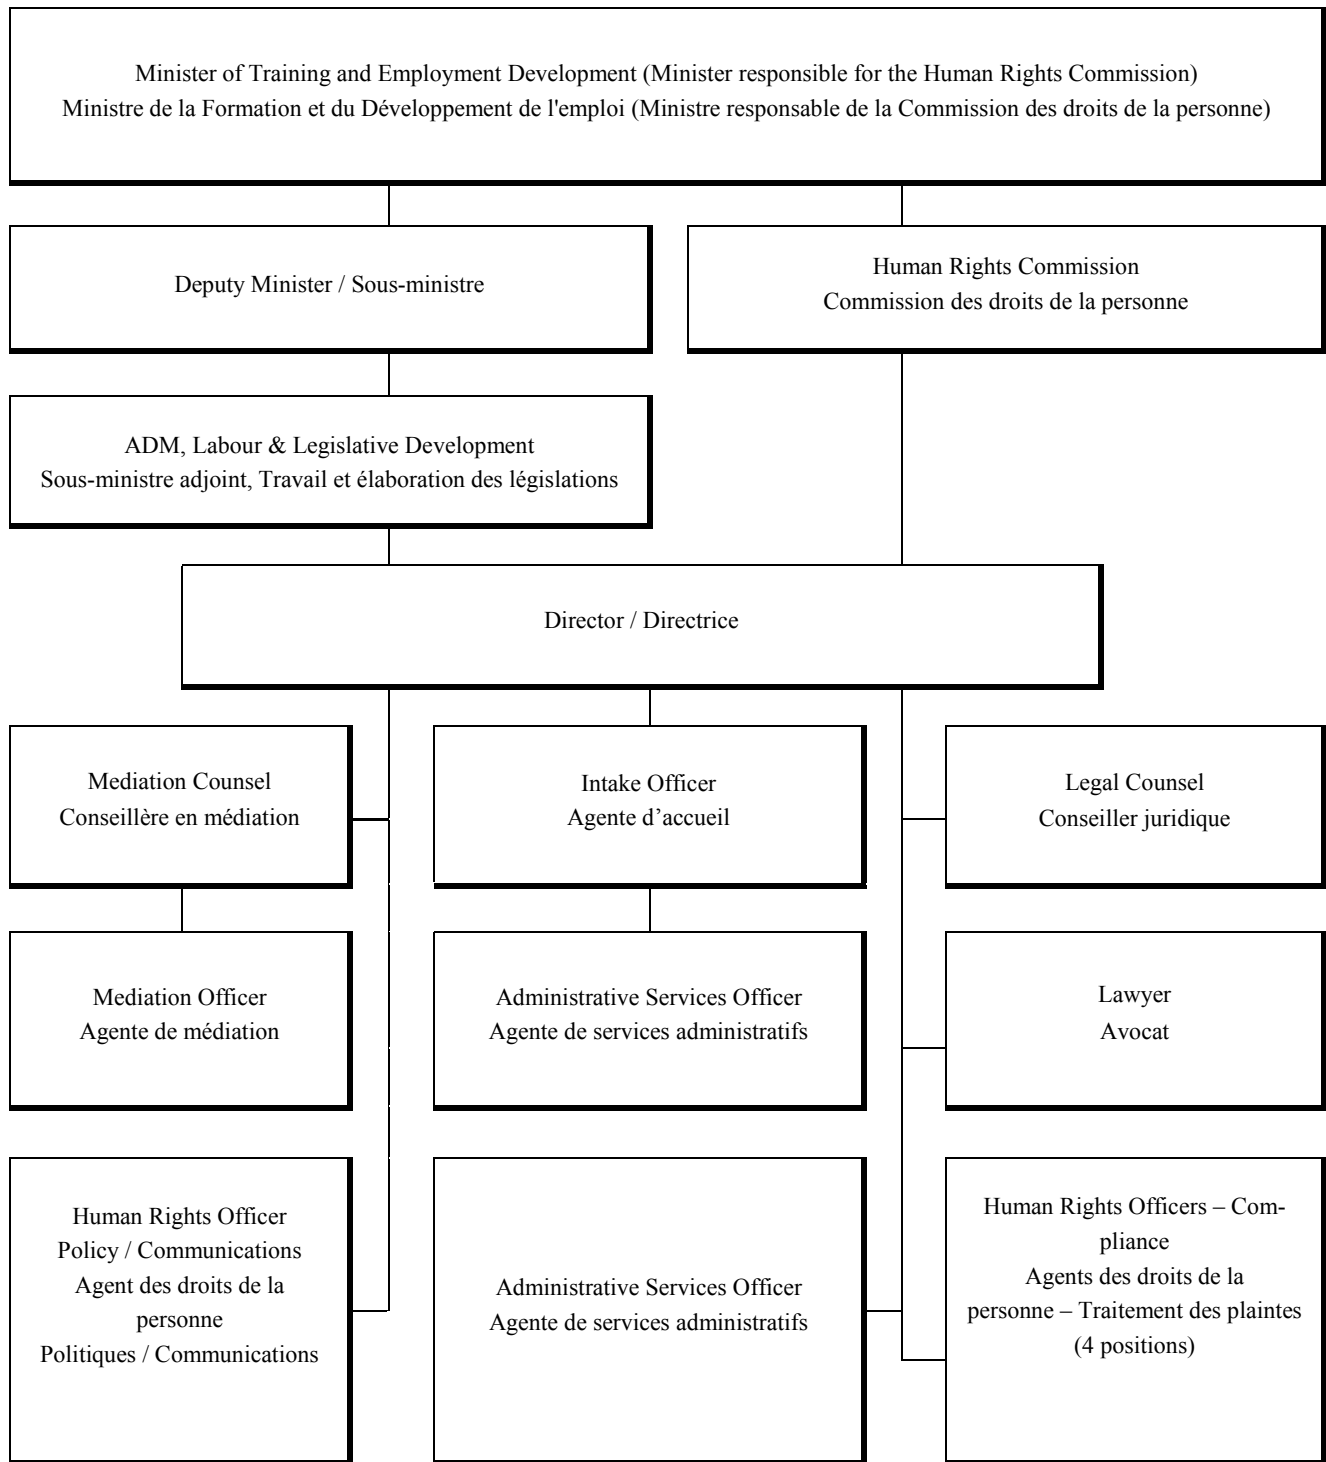 Minister of Training and Employment Development (Minister responsible for the Human Rights Commission)
Ministre de la Formation et du Développement de l'emploi (Ministre responsable de la Commission des droits de la personne)
Deputy Minister / Sous-ministre
Human Rights Commission
Commission des droits de la personne
ADM, Labour & Legislative Development
Sous-ministre adjoint, Travail et élaboration des législations
Director / Directrice
Mediation Counsel
Conseillère en médiation
Intake Officer
Agente d’accueil
Legal Counsel
Conseiller juridique
Mediation Officer
Agente de médiation
Administrative Services Officer
Agente de services administratifs
Lawyer
Avocat
Human Rights Officer
Policy / Communications
Agent des droits de la
personne
Politiques / Communications
Administrative Services Officer
Agente de services administratifs
Human Rights Officers – Com-
pliance
Agents des droits de la
personne – Traitement des plaintes
(4 positions)